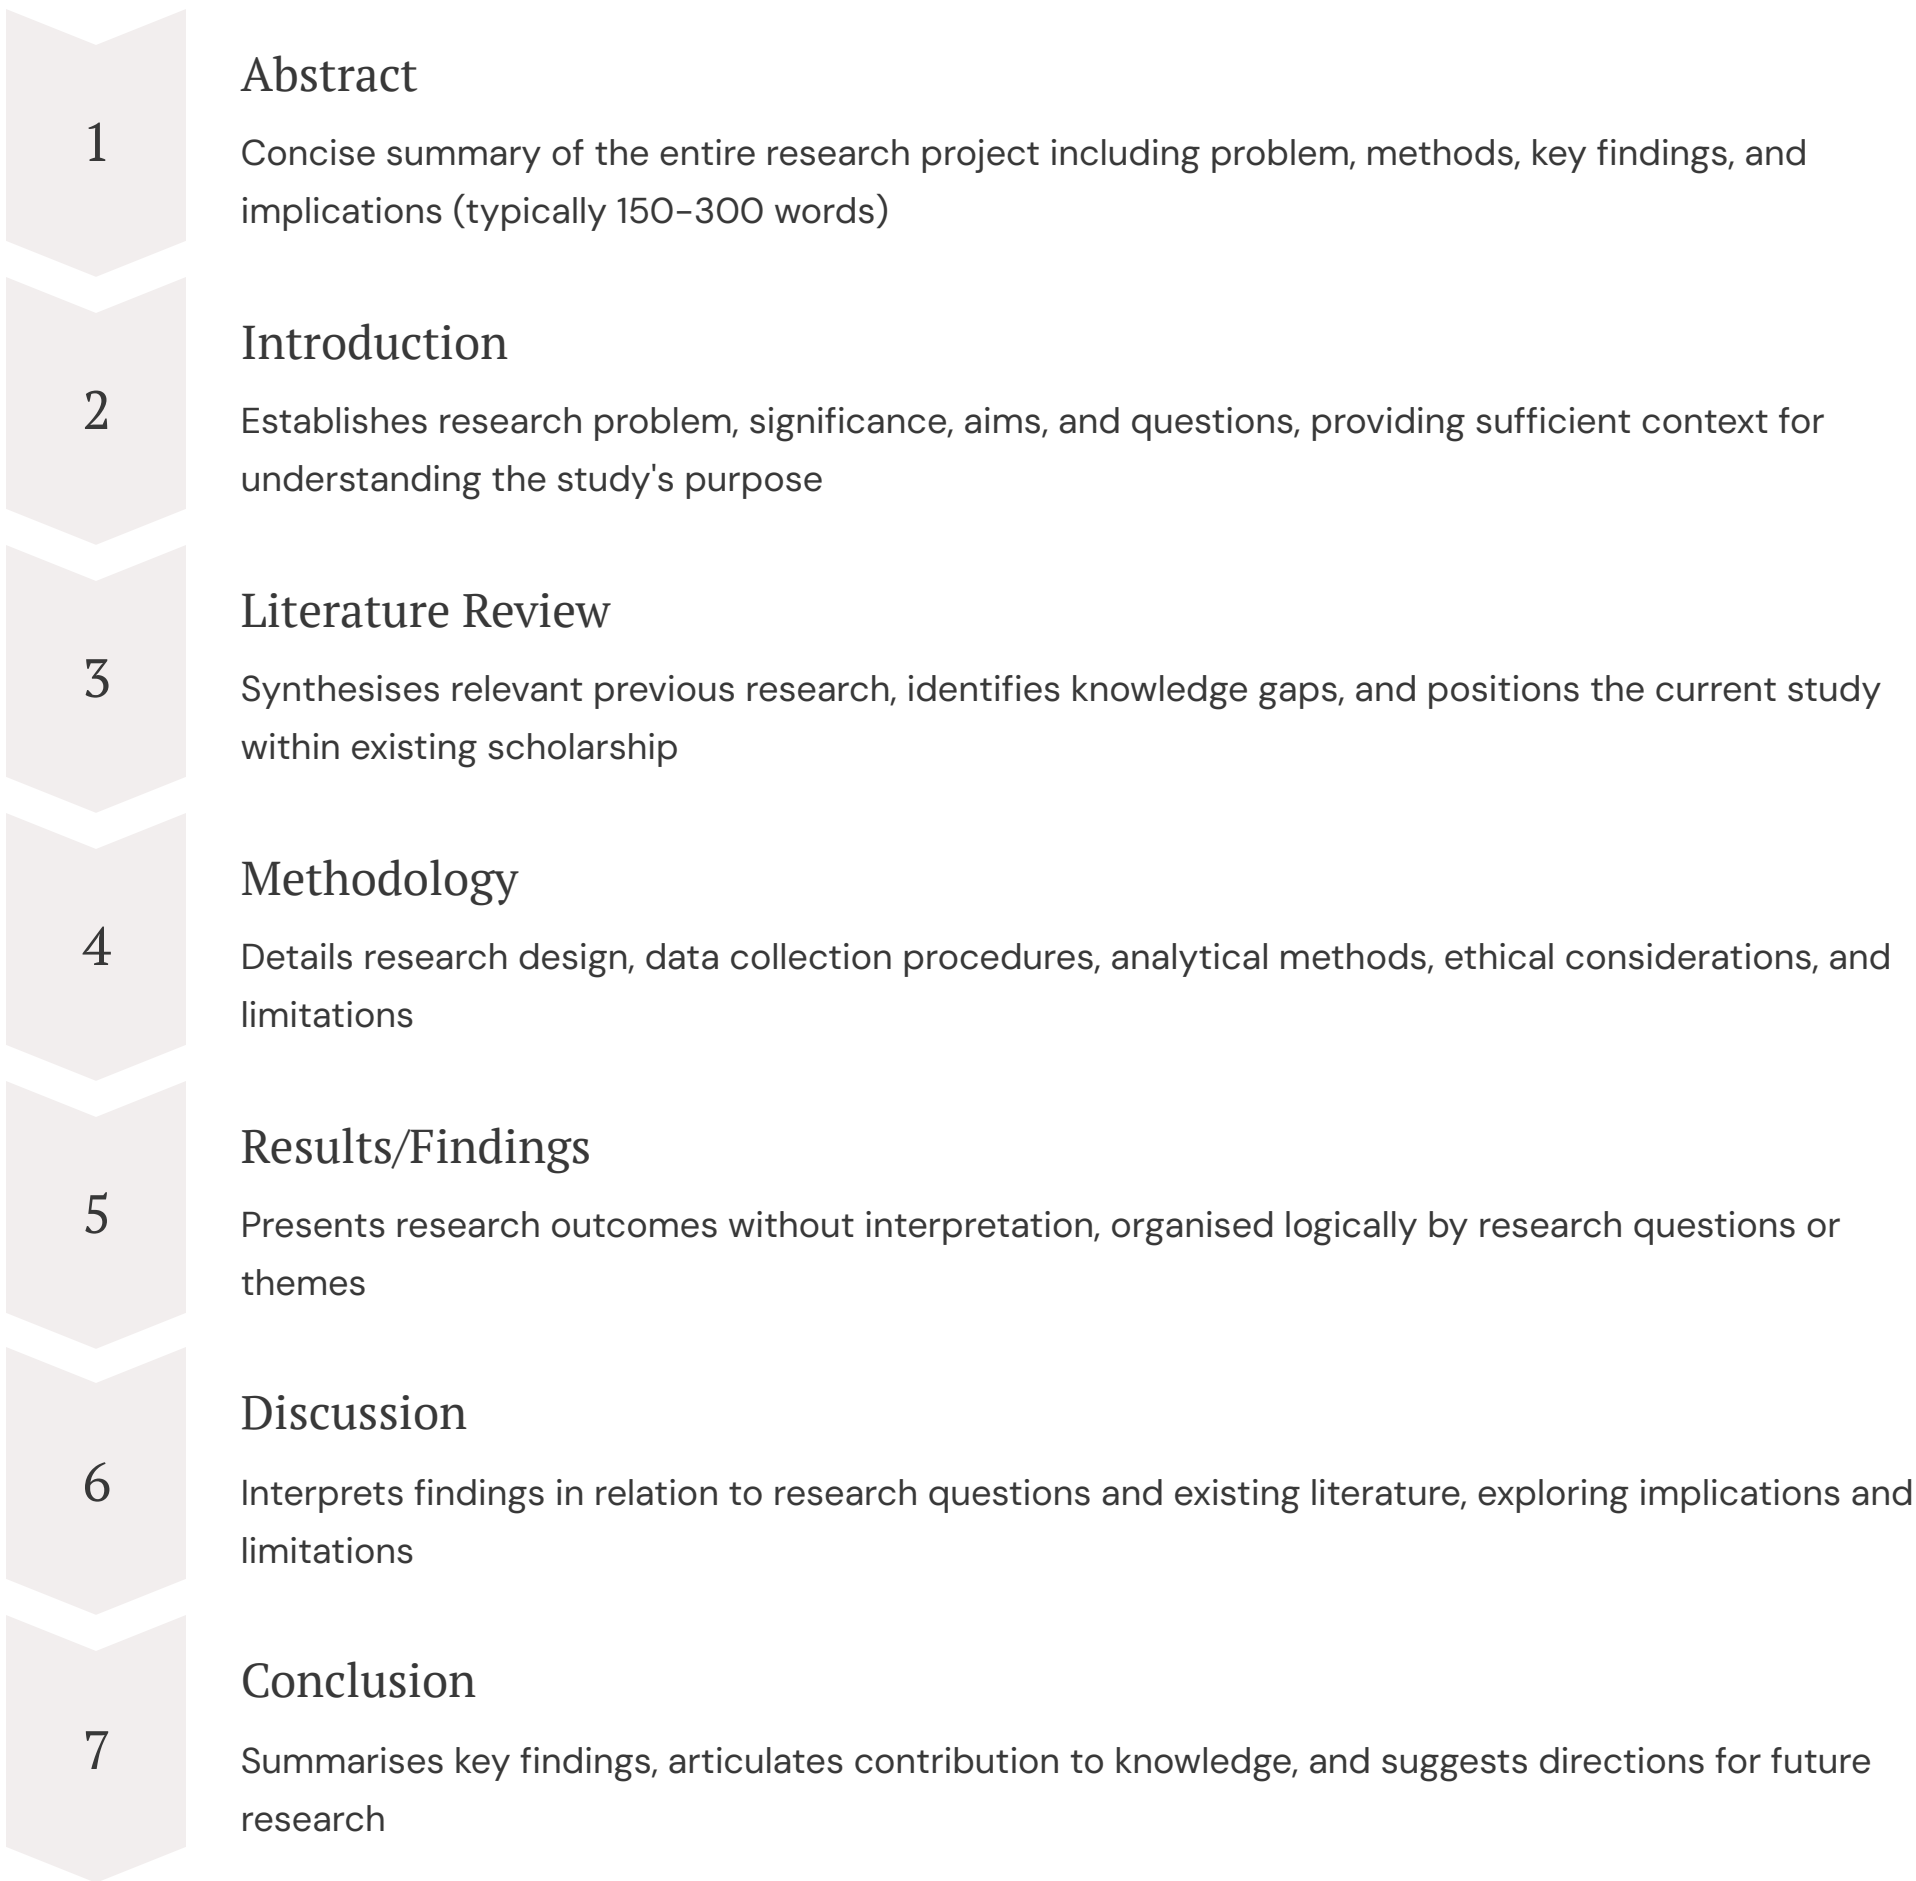 1
Abstract
Concise summary of the entire research project including problem, methods, key findings, and
implications (typically 150-300 words)
2
Introduction
Establishes research problem, significance, aims, and questions, providing sufficient context for
understanding the study's purpose
3
Literature Review
Synthesises relevant previous research, identifies knowledge gaps, and positions the current study
within existing scholarship
4
Methodology
Details research design, data collection procedures, analytical methods, ethical considerations, and
limitations
5
Results/Findings
Presents research outcomes without interpretation, organised logically by research questions or
themes
6
Discussion
Interprets findings in relation to research questions and existing literature, exploring implications and
limitations
7
Conclusion
Summarises key findings, articulates contribution to knowledge, and suggests directions for future
research